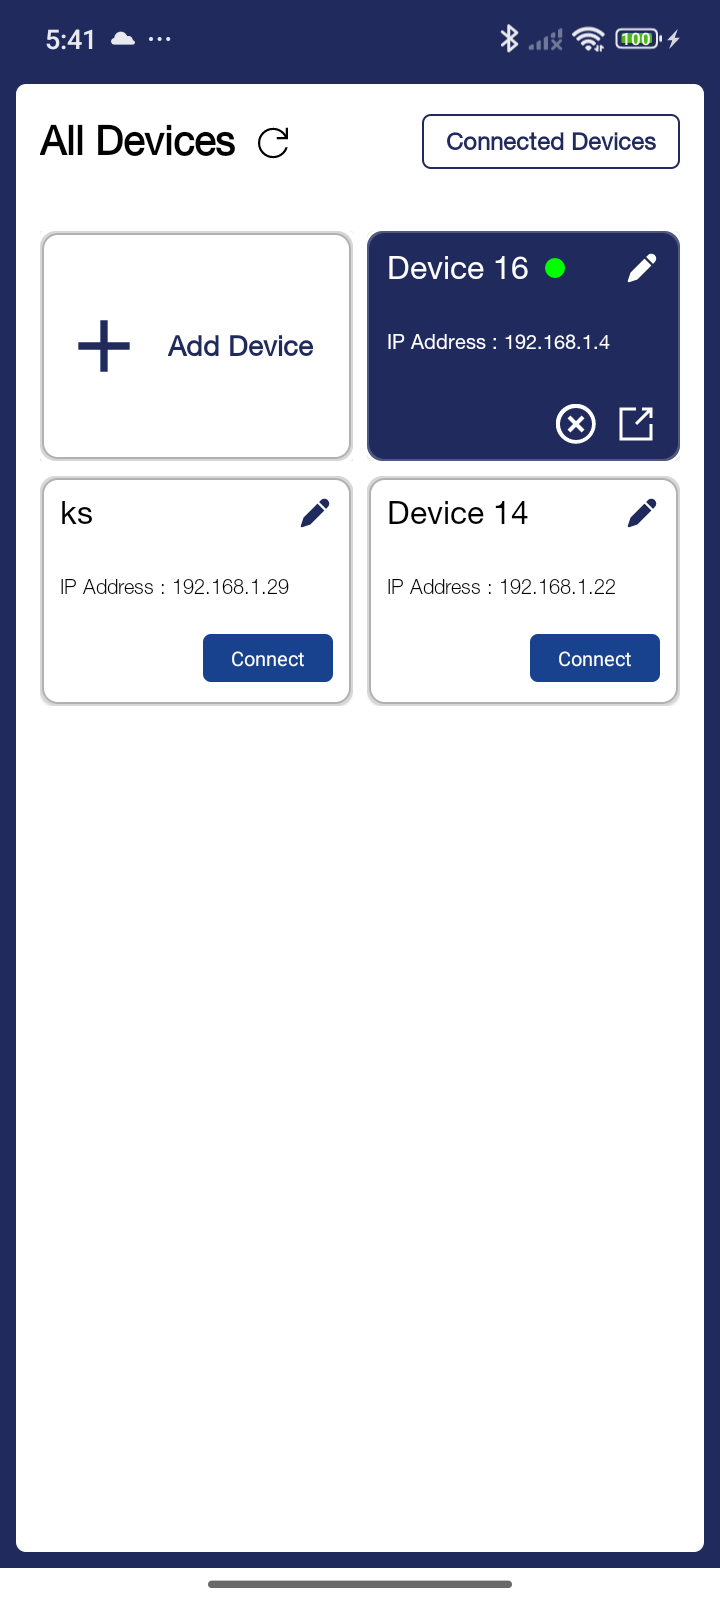 5:41
100
All Devices
Connected Devices
Add Device
Device 16
IP Address : 192.168.1.4
ks
IP Address : 192.168.1.29
Connect
Device 14
IP Address : 192.168.1.22
Connect